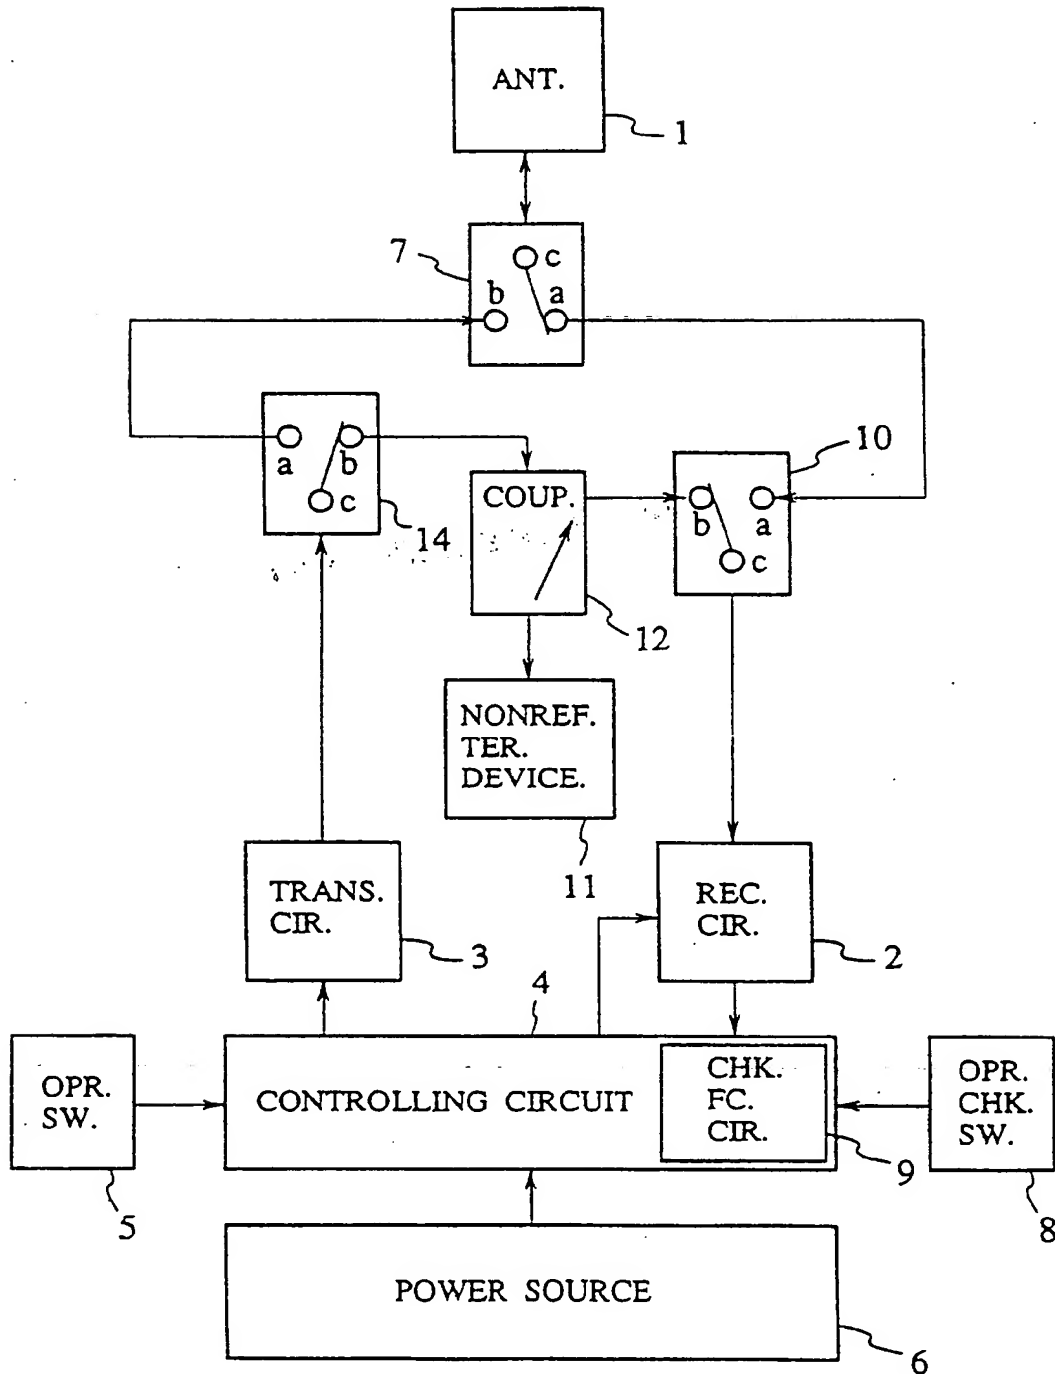 ANT.
1
7
c
b
a
a
b
c
14
COUP.
12
10
b
a
c
NONREF.
TER.
DEVICE.
11
TRANS.
CIR.
3
REC.
CIR.
2
4
OPR.
SW.
5
CONTROLLING CIRCUIT
CHK.
FC.
CIR.
9
OPR.
CHK.
SW.
8
POWER SOURCE
6